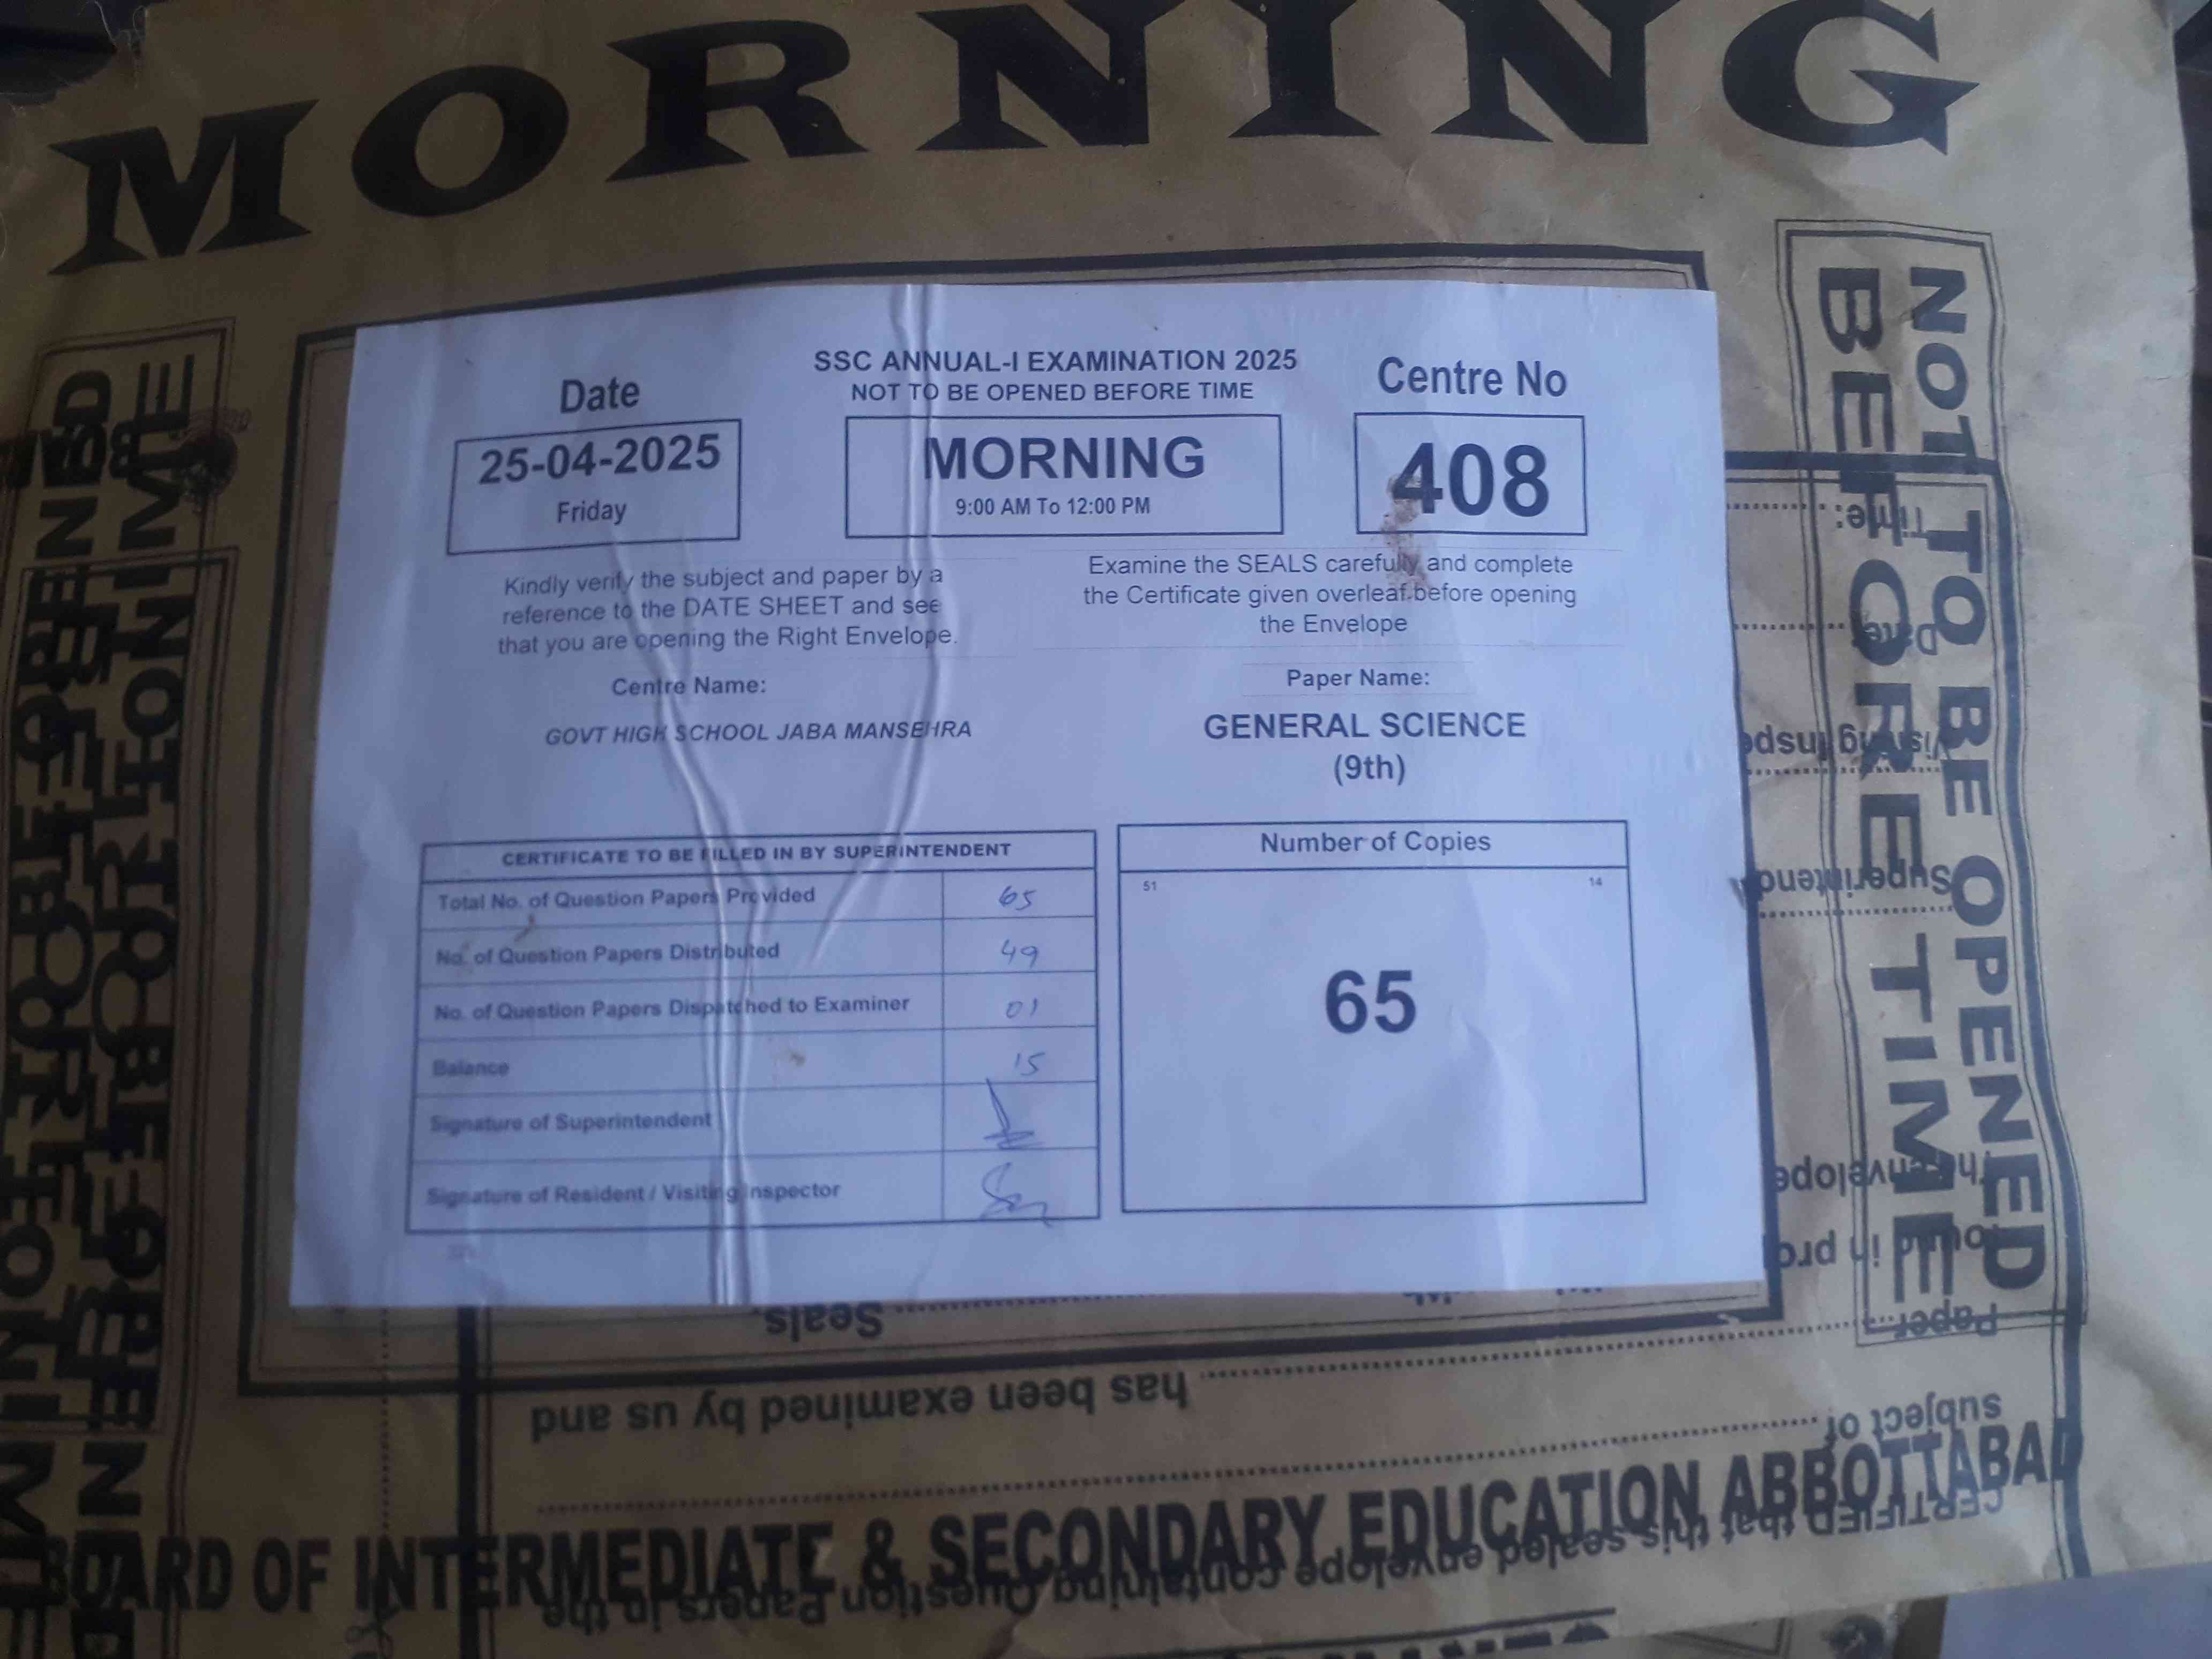 MORNING
SSC ANNUAL-I EXAMINATION 2025
NOT TO BE OPENED BEFORE TIME
Date
25-04-2025
Friday
MORNING
9:00 AM To 12:00 PM
Centre No
408
Kindly verify the subject and paper by a
reference to the DATE SHEET and see
that you are opening the Right Envelope.
Examine the SEALS carefully and complete
the Certificate given overleaf before opening
the Envelope
Centre Name:
GOVT HIGH SCHOOL JABA MANSEHRA
Paper Name:
GENERAL SCIENCE
(9th)
CERTIFICATE TO BE FILLED IN BY SUPERINTENDENT
Total No. of Question Papers Provided 65
No. of Question Papers Distributed 49
No. of Question Papers Dispatched to Examiner 01
Balance 15
Signature of Superintendent
Signature of Resident / Visiting Inspector
Number of Copies
51 14
65
NOT TO BE OPENED
BEFORE TIME
Time:
Date
Seals.
has been examined by us and
subject of
CERTIFIED that this sealed envelope containing Question Papers in the
BOARD OF INTERMEDIATE & SECONDARY EDUCATION ABBOTTABAD